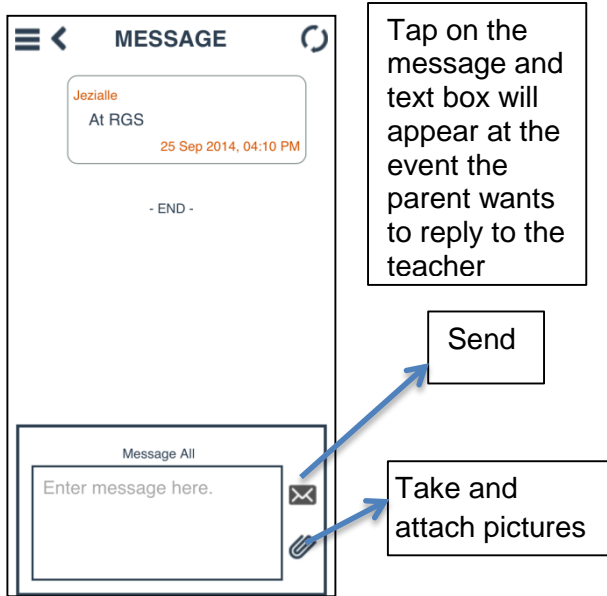 MESSAGE
Jezialle
At RGS
25 Sep 2014, 04:10 PM
- END -
Message All
Enter message here.
Tap on the
message and
text box will
appear at the
event the
parent wants
to reply to the
teacher
Send
Take and
attach pictures